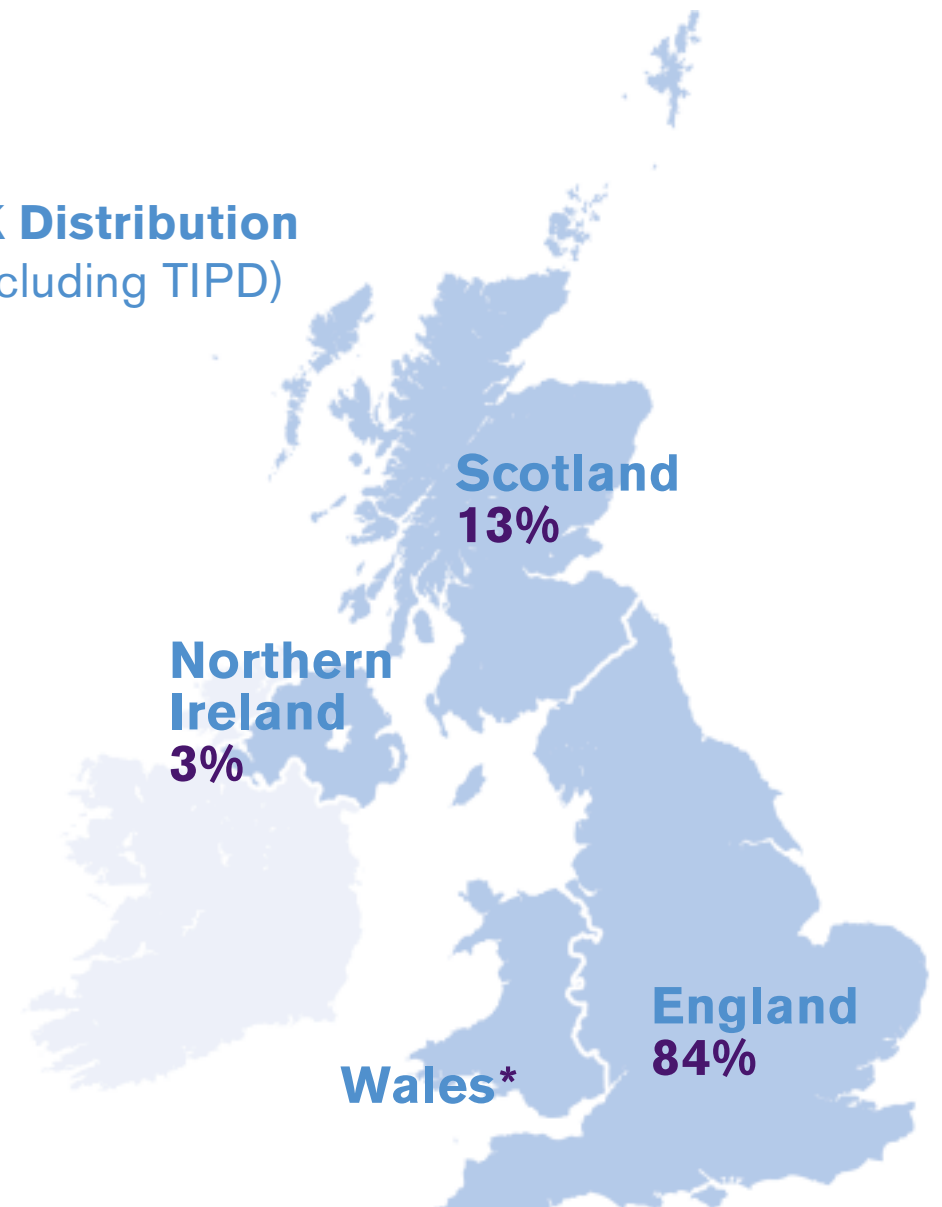 Distribution
cluding TIPD)
Scotland
13%
Northern
Ireland
3%
England
84%
Wales*